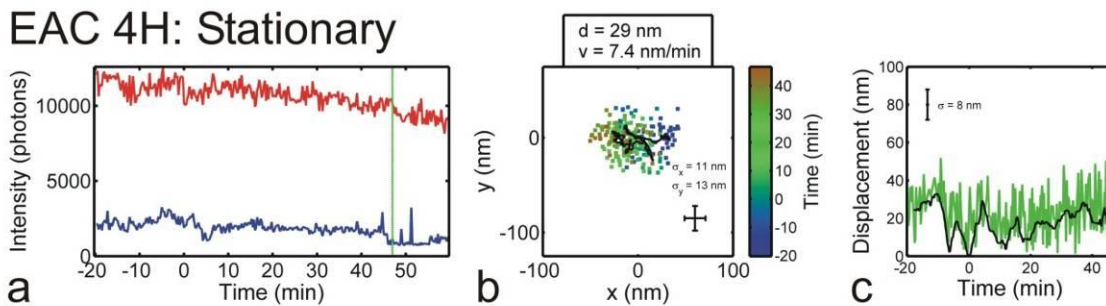 EAC 4H: Stationary
Intensity (photons)
10000
5000
0
-20 -10 0 10 20 30 40 50
Time (min)
a
d = 29 nm
v = 7.4 nm/min
y (nm)
0
-100
-100 0 100
x (nm)
σx = 11 nm
σy = 13 nm
b
40
30
20
10
0
-10
-20
Time (min)
Displacement (nm)
100
80
60
40
20
0
-20 0 20 40
Time (min)
σ = 8 nm
c